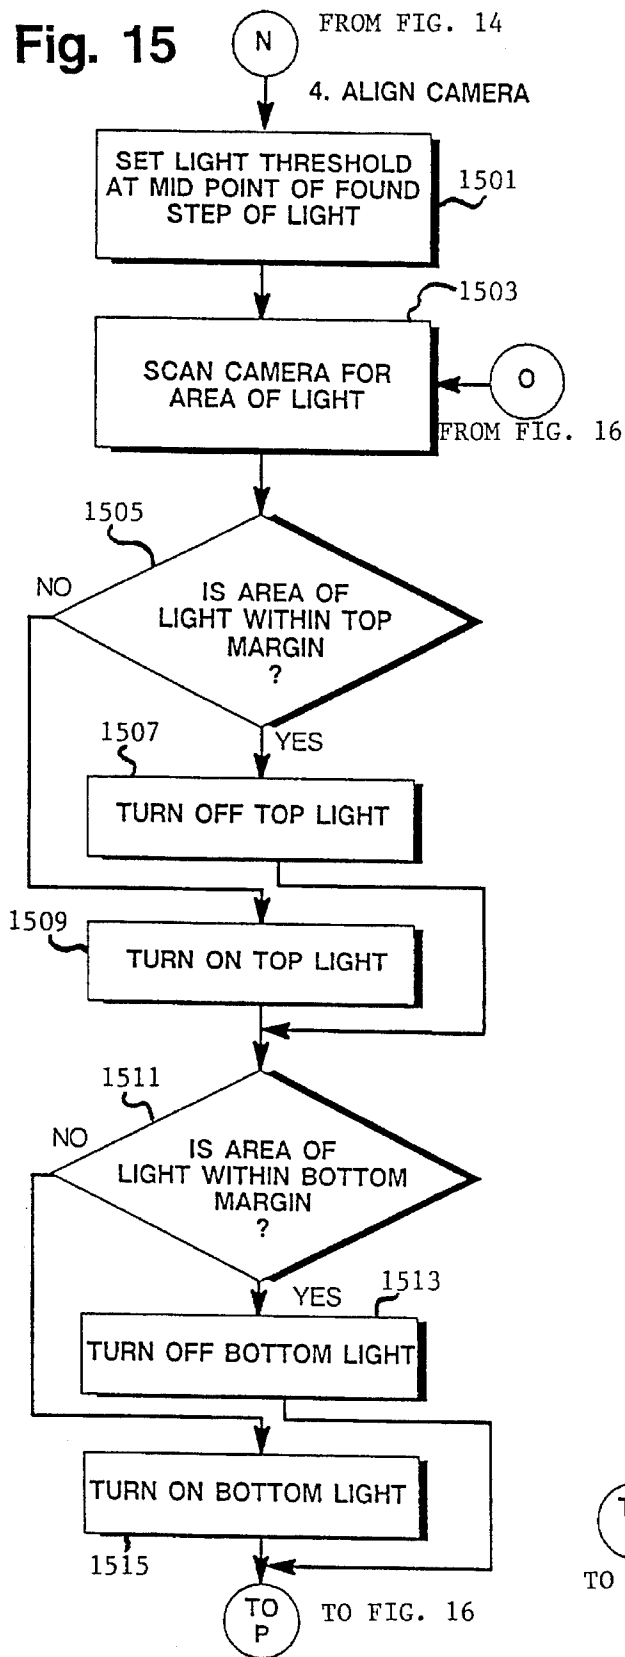 Fig. 15
N
FROM FIG. 14
4. ALIGN CAMERA
SET LIGHT THRESHOLD
AT MID POINT OF FOUND
STEP OF LIGHT
1501
1503
SCAN CAMERA FOR
AREA OF LIGHT
O
FROM FIG. 16
1505
NO
IS AREA OF
LIGHT WITHIN TOP
MARGIN
?
YES
1507
TURN OFF TOP LIGHT
1509
TURN ON TOP LIGHT
1511
NO
IS AREA OF
LIGHT WITHIN BOTTOM
MARGIN
?
YES
1513
TURN OFF BOTTOM LIGHT
TURN ON BOTTOM LIGHT
1515
TO
P
TO FIG. 16
T
TO